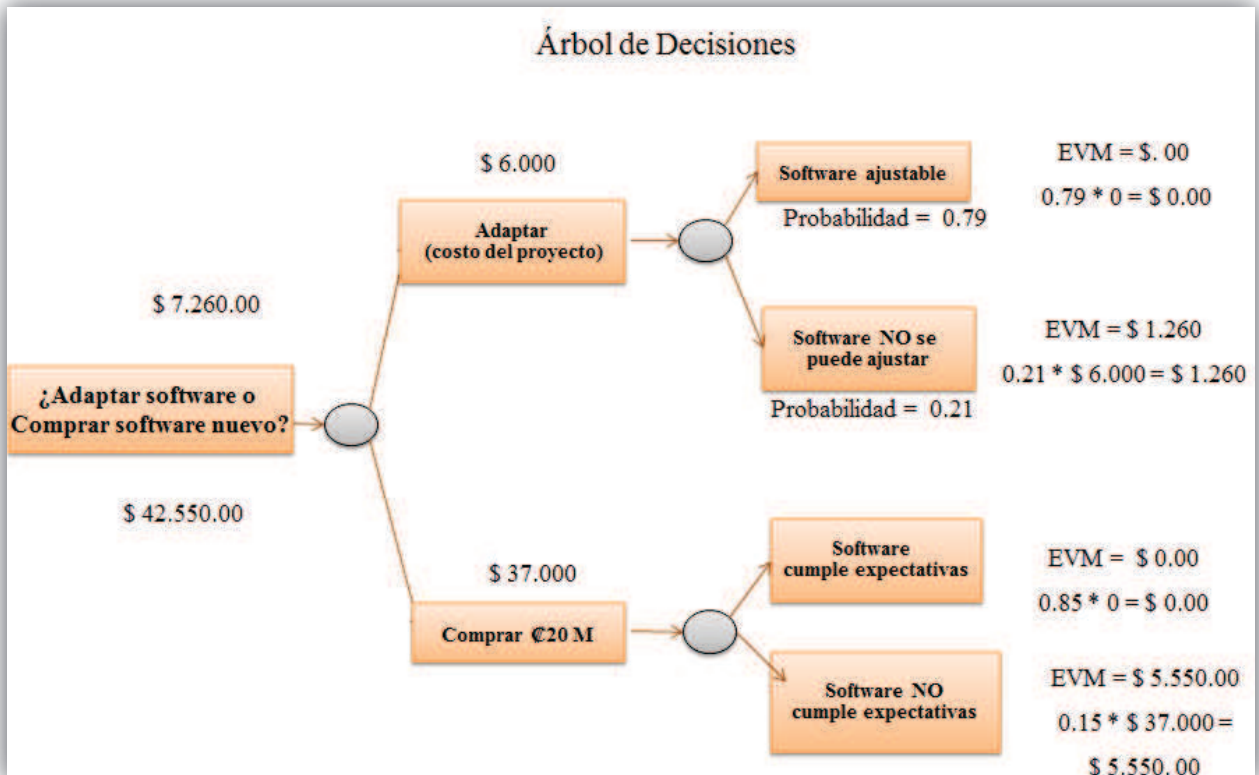 Árbol de Decisiones
$ 7.260.00
¿Adaptar software o
Comprar software nuevo?
$ 42.550.00
$ 6.000
Adaptar
(costo del proyecto)
Software ajustable
Probabilidad = 0.79
EVM = $. 00
0.79 * 0 = $ 0.00
Software NO se
puede ajustar
Probabilidad = 0.21
EVM = $ 1.260
0.21 * $ 6.000 = $ 1.260
$ 37.000
Comprar ₡20 M
Software
cumple expectativas
EVM = $ 0.00
0.85 * 0 = $ 0.00
Software NO
cumple expectativas
EVM = $ 5.550.00
0.15 * $ 37.000 =
$ 5.550. 00